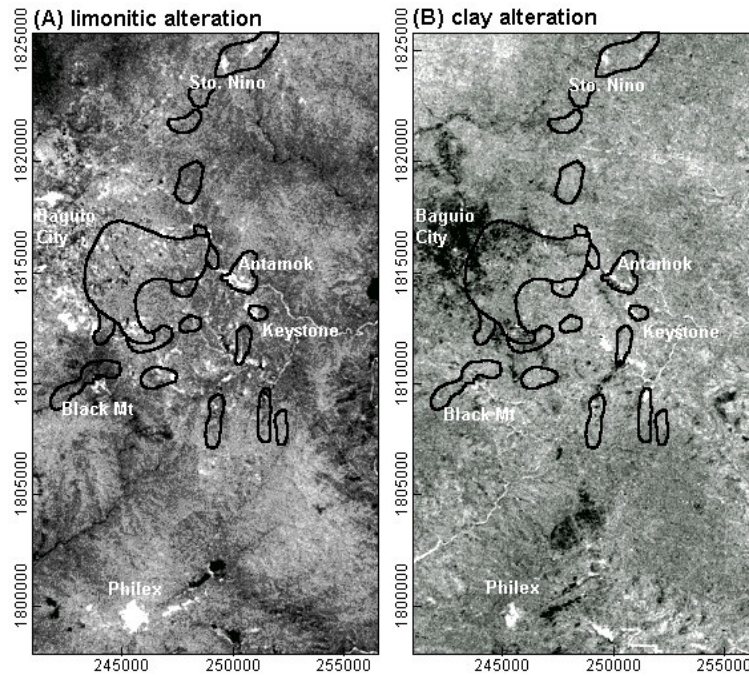 (A) limonitic alteration
(B) clay alteration
1825000
1820000
1815000
1810000
1805000
1800000
Sto. Nino
Baguio
City
Antamok
Keystone
Black Mt
Philex
245000
250000
255000
1825000
1820000
1815000
1810000
1805000
1800000
Sto. Nino
Baguio
City
Antamok
Keystone
Black Mt
Philex
245000
250000
255000